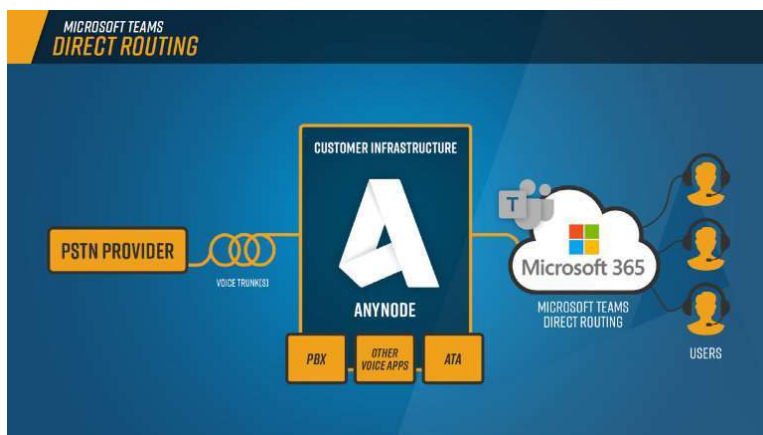 MICROSOFT TEAMS
DIRECT ROUTING
CUSTOMER INFRASTRUCTURE
PSTN PROVIDER
VOICE TRUNK(S)
ANYNODE
PBX
OTHER
VOICE APPS
ATA
T
Microsoft 365
MICROSOFT TEAMS
DIRECT ROUTING
USERS